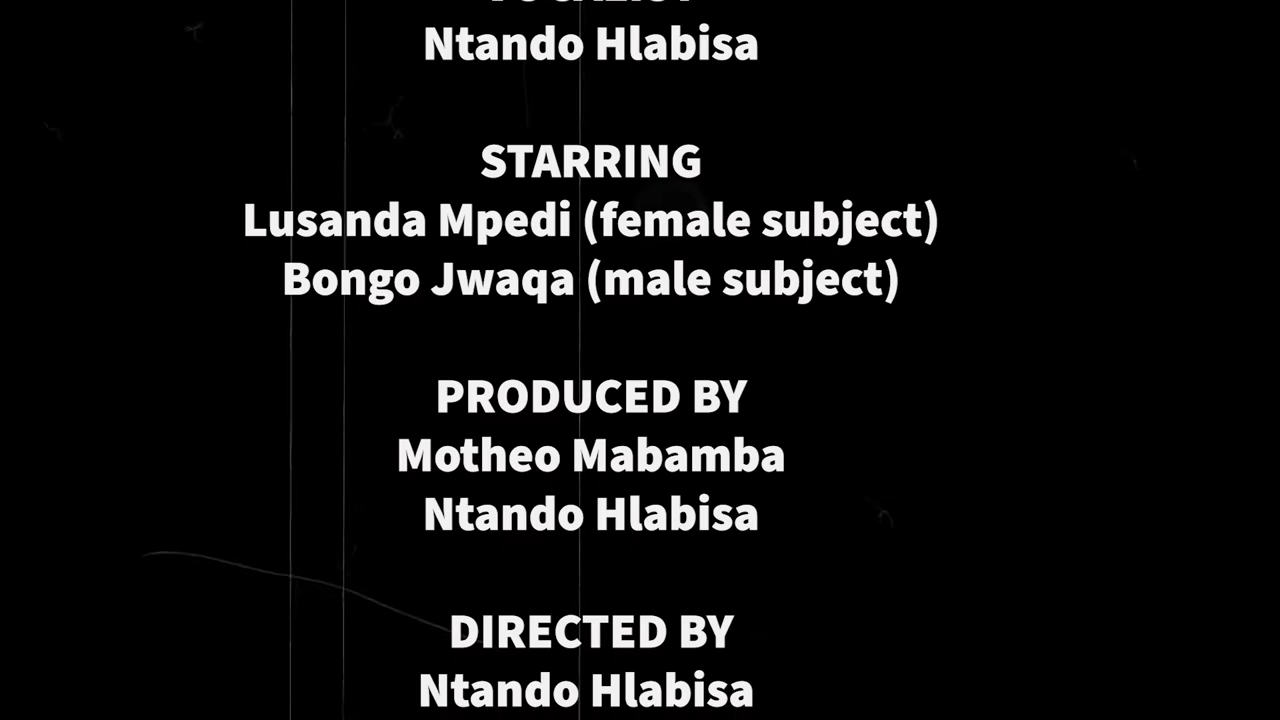 Ntando Hlabisa
STARRING
Lusanda Mpedi (female subject)
Bongo Jwaqa (male subject)
PRODUCED BY
Motheo Mabamba
Ntando Hlabisa
DIRECTED BY
Ntando Hlabisa